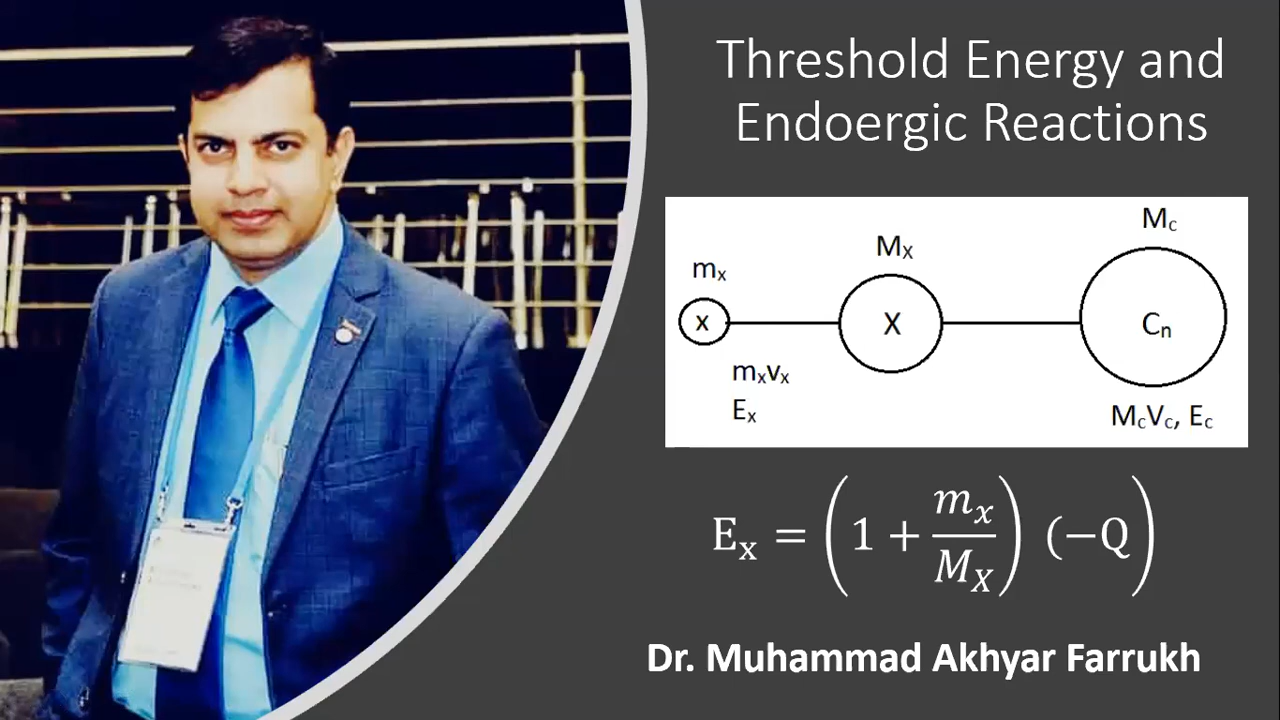 Threshold Energy and
Endoergic Reactions
Mc
Mx
mx
x
X
Cn
mxvx
Ex
McVc, Ec
Ex = (1 + mx/MX) (−Q)
Dr. Muhammad Akhyar Farrukh